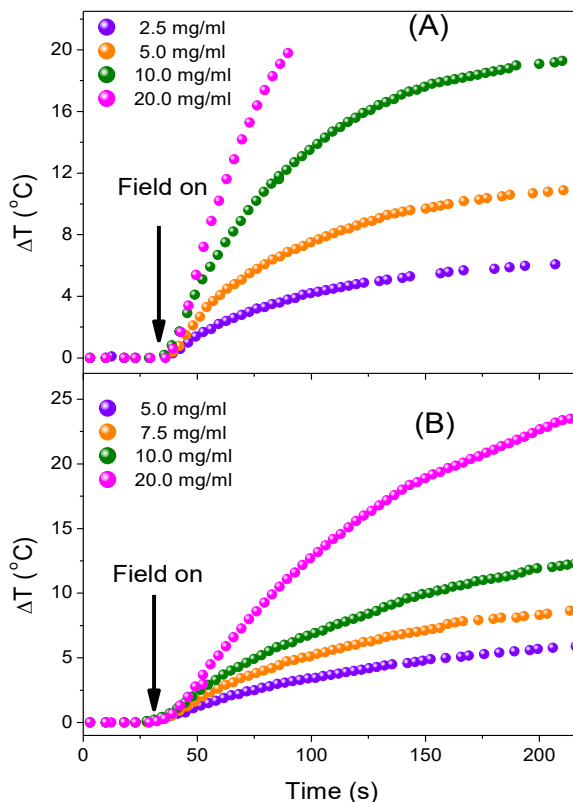 (A)
2.5 mg/ml
5.0 mg/ml
10.0 mg/ml
20.0 mg/ml
Field on
ΔT (°C)
20
16
12
8
4
0
(B)
5.0 mg/ml
7.5 mg/ml
10.0 mg/ml
20.0 mg/ml
Field on
ΔT (°C)
25
20
15
10
5
0
0 50 100 150 200
Time (s)